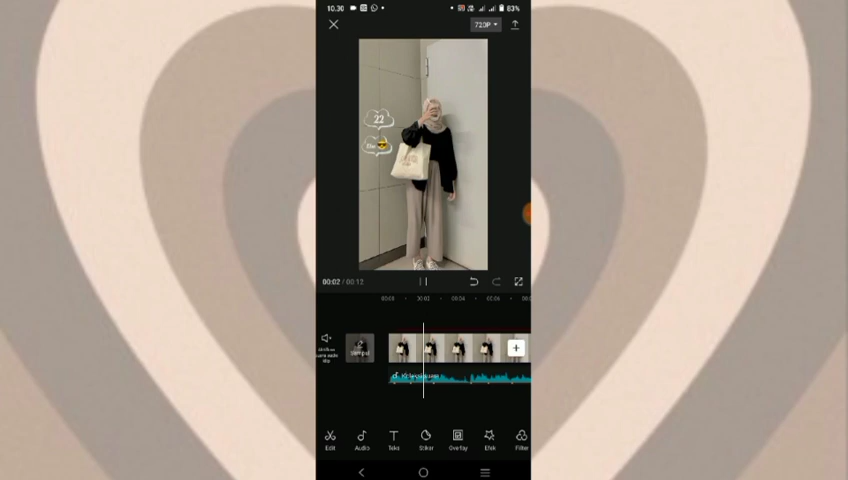 10.30
83%
720P
22
00:02 / 00:12
00:00
00:02
00:04
00:06
Sampul
Edit
Audio
Teks
Stiker
Overlay
Efek
Filter